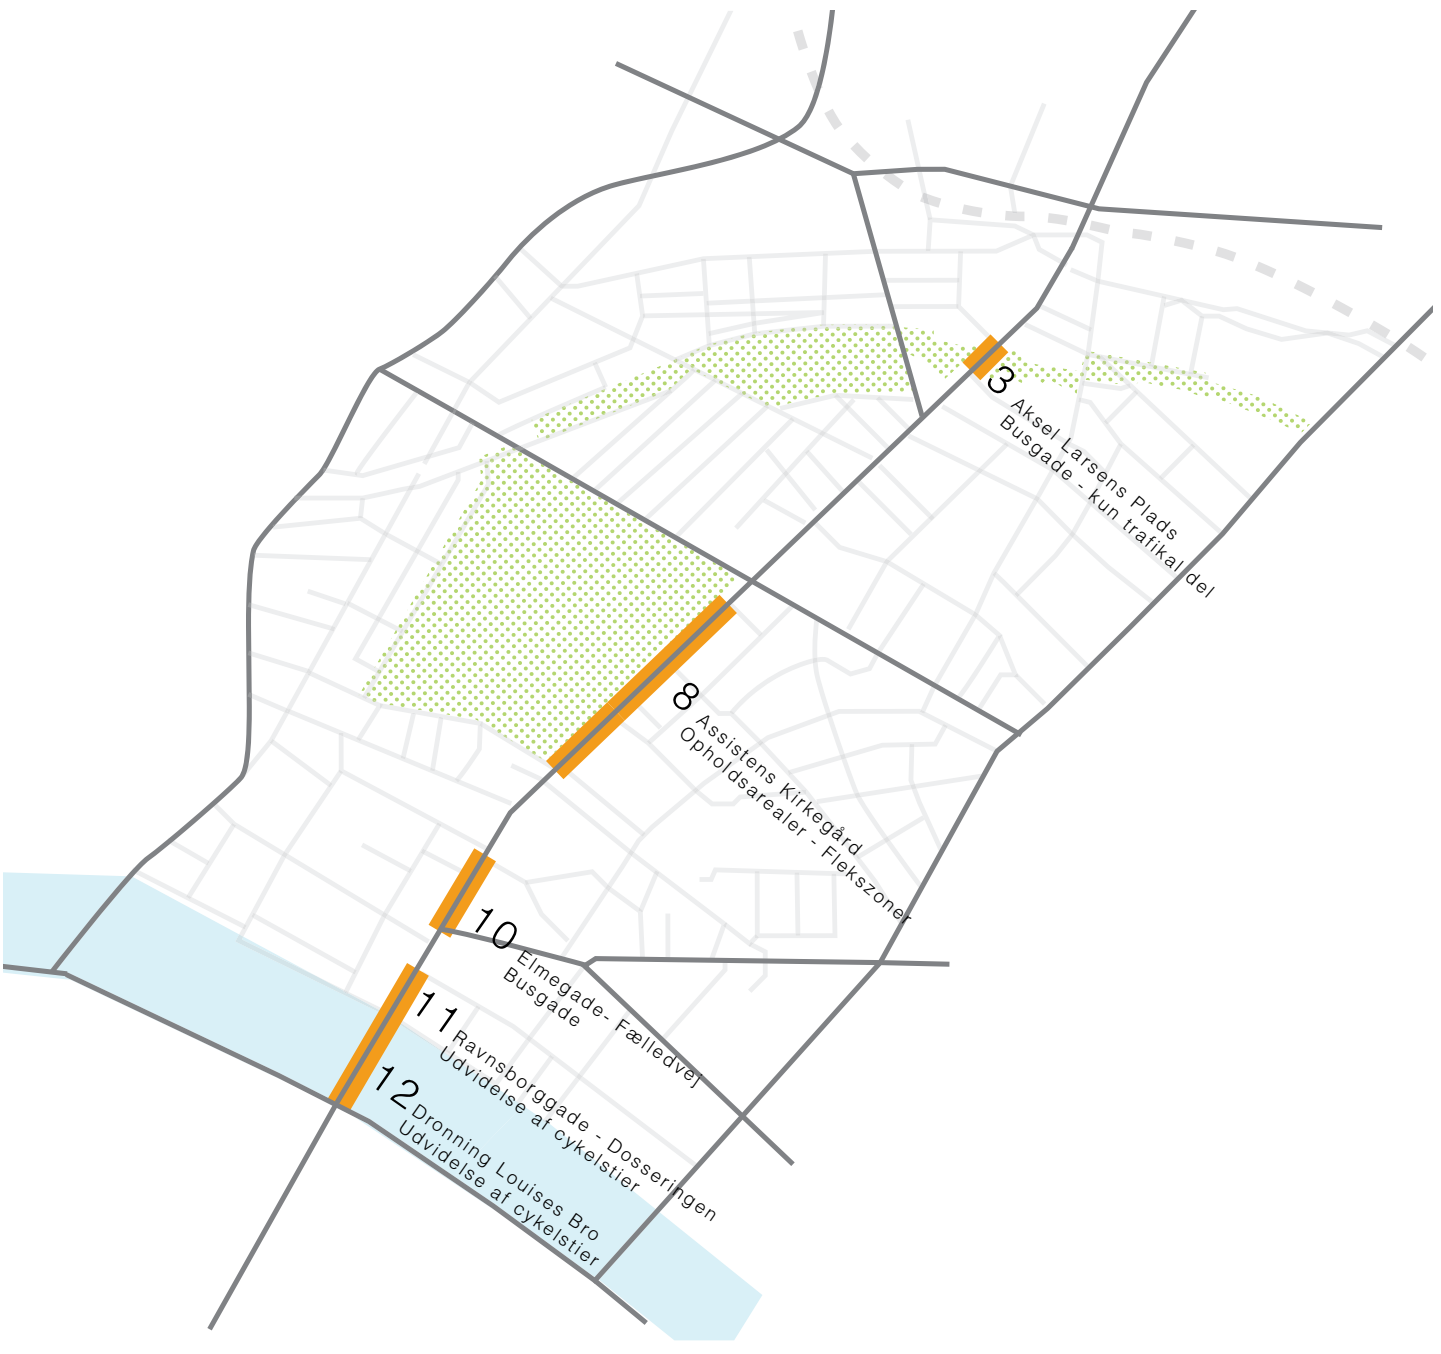 3 Aksel Larsens Plads
Busgade - kun trafikal del
8 Assistens Kirkegård
Opholdsarealer - Flekszoner
10 Elmegade- Fælledvej
Busgade
11 Ravnsborggade - Dosseringen
Udvidelse af cykelstier
12 Dronning Louises Bro
Udvidelse af cykelstier